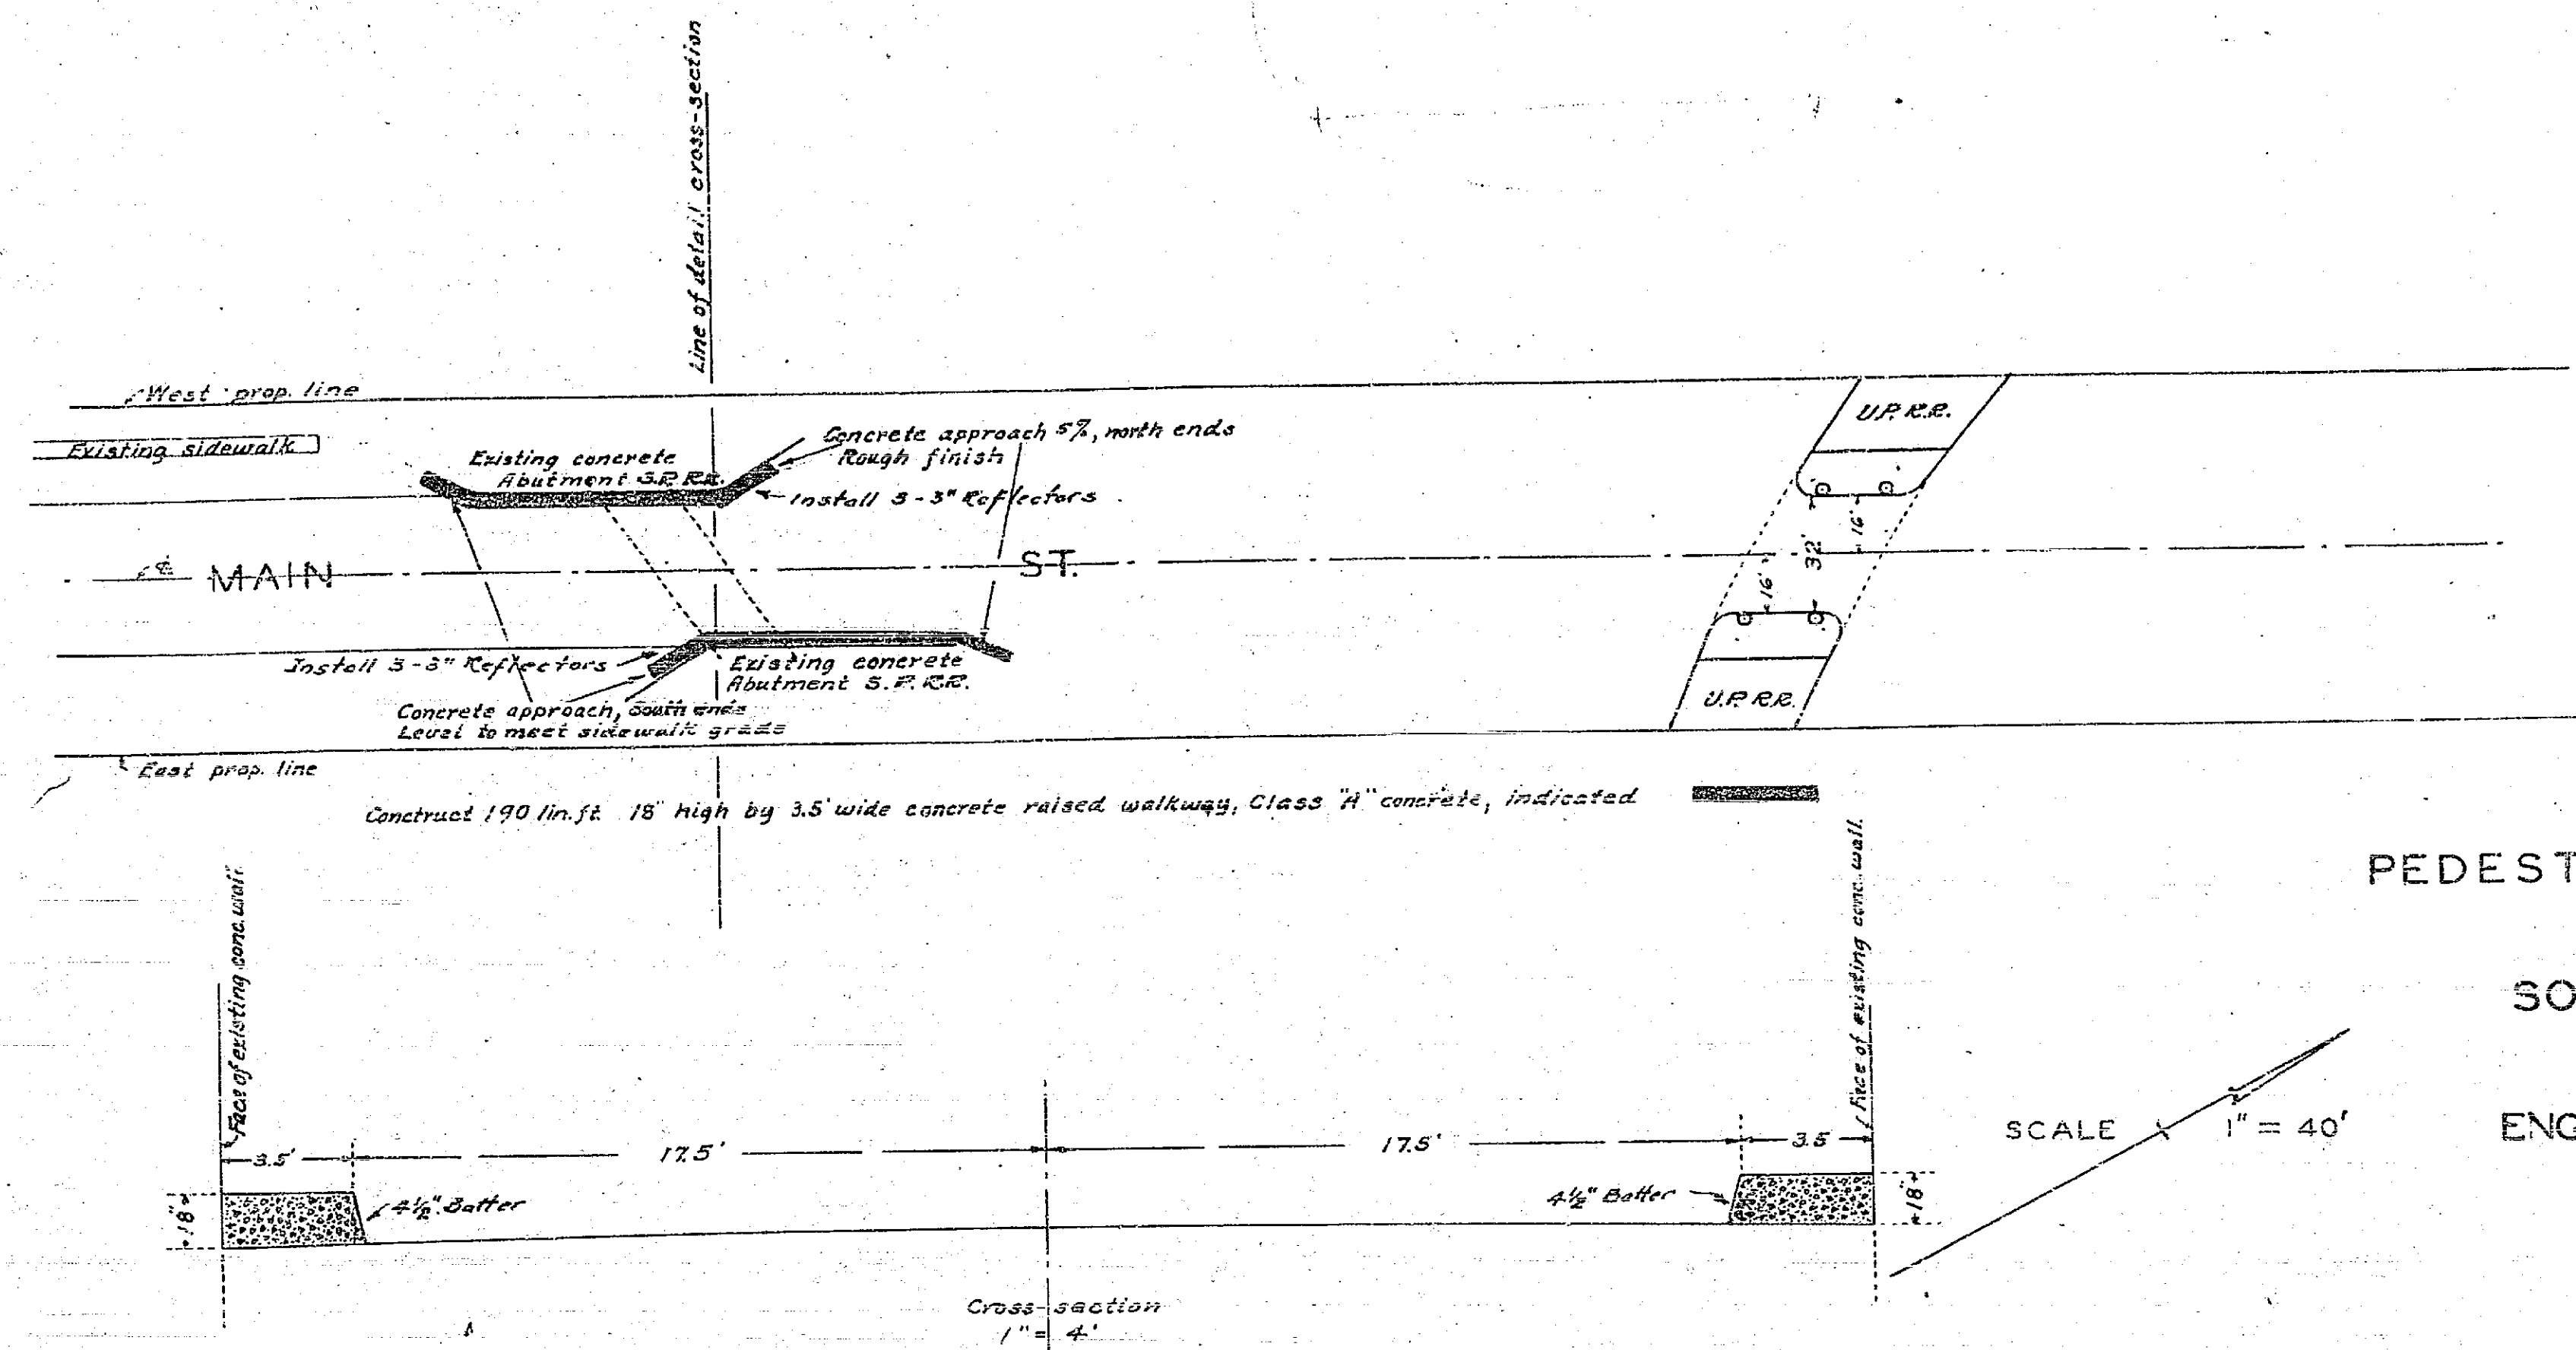 Line of detail cross-section
West prop. line
Existing sidewalk
Existing concrete
Abutment S.P.RR.
Concrete approach 5%, north ends
Rough finish
Install 3-3" Reflectors
U.P.R.R.
16'
32'
16'
℄ MAIN ST.
Install 3-3" Reflectors
Existing concrete
Abutment S.P.RR.
U.P.R.R.
Concrete approach, south ends
Level to meet sidewalk grade
East prop. line
Construct 190 lin.ft. 18" high by 3.5' wide concrete raised walkway, Class "A" concrete, indicated
Face of existing conc. wall.
Face of existing conc. wall.
PEDEST
SO
SCALE 1" = 40'
ENG
3.5'
17.5'
17.5'
3.5
18"
4½" Batter
4½" Batter
18"
Cross-section
1" = 4'